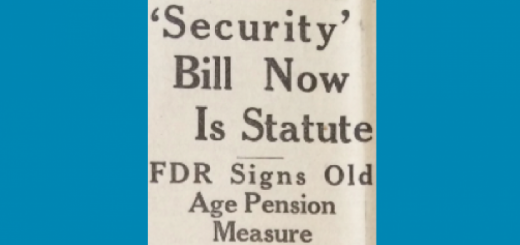 ‘Security’
Bill Now
Is Statute
FDR Signs Old
Age Pension
Measure